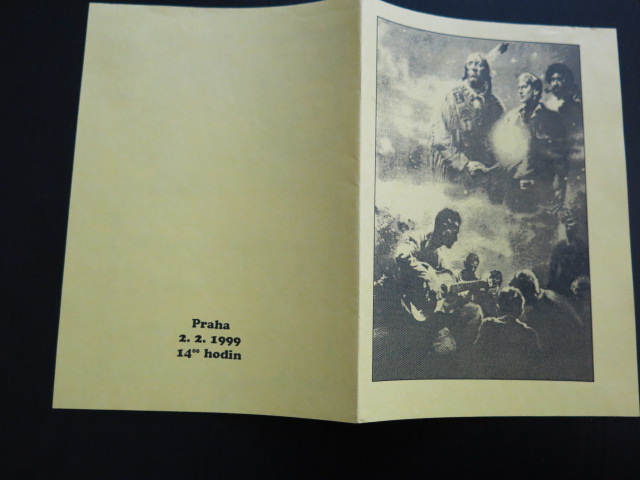 Praha
2. 2. 1999
14⁰⁰ hodin